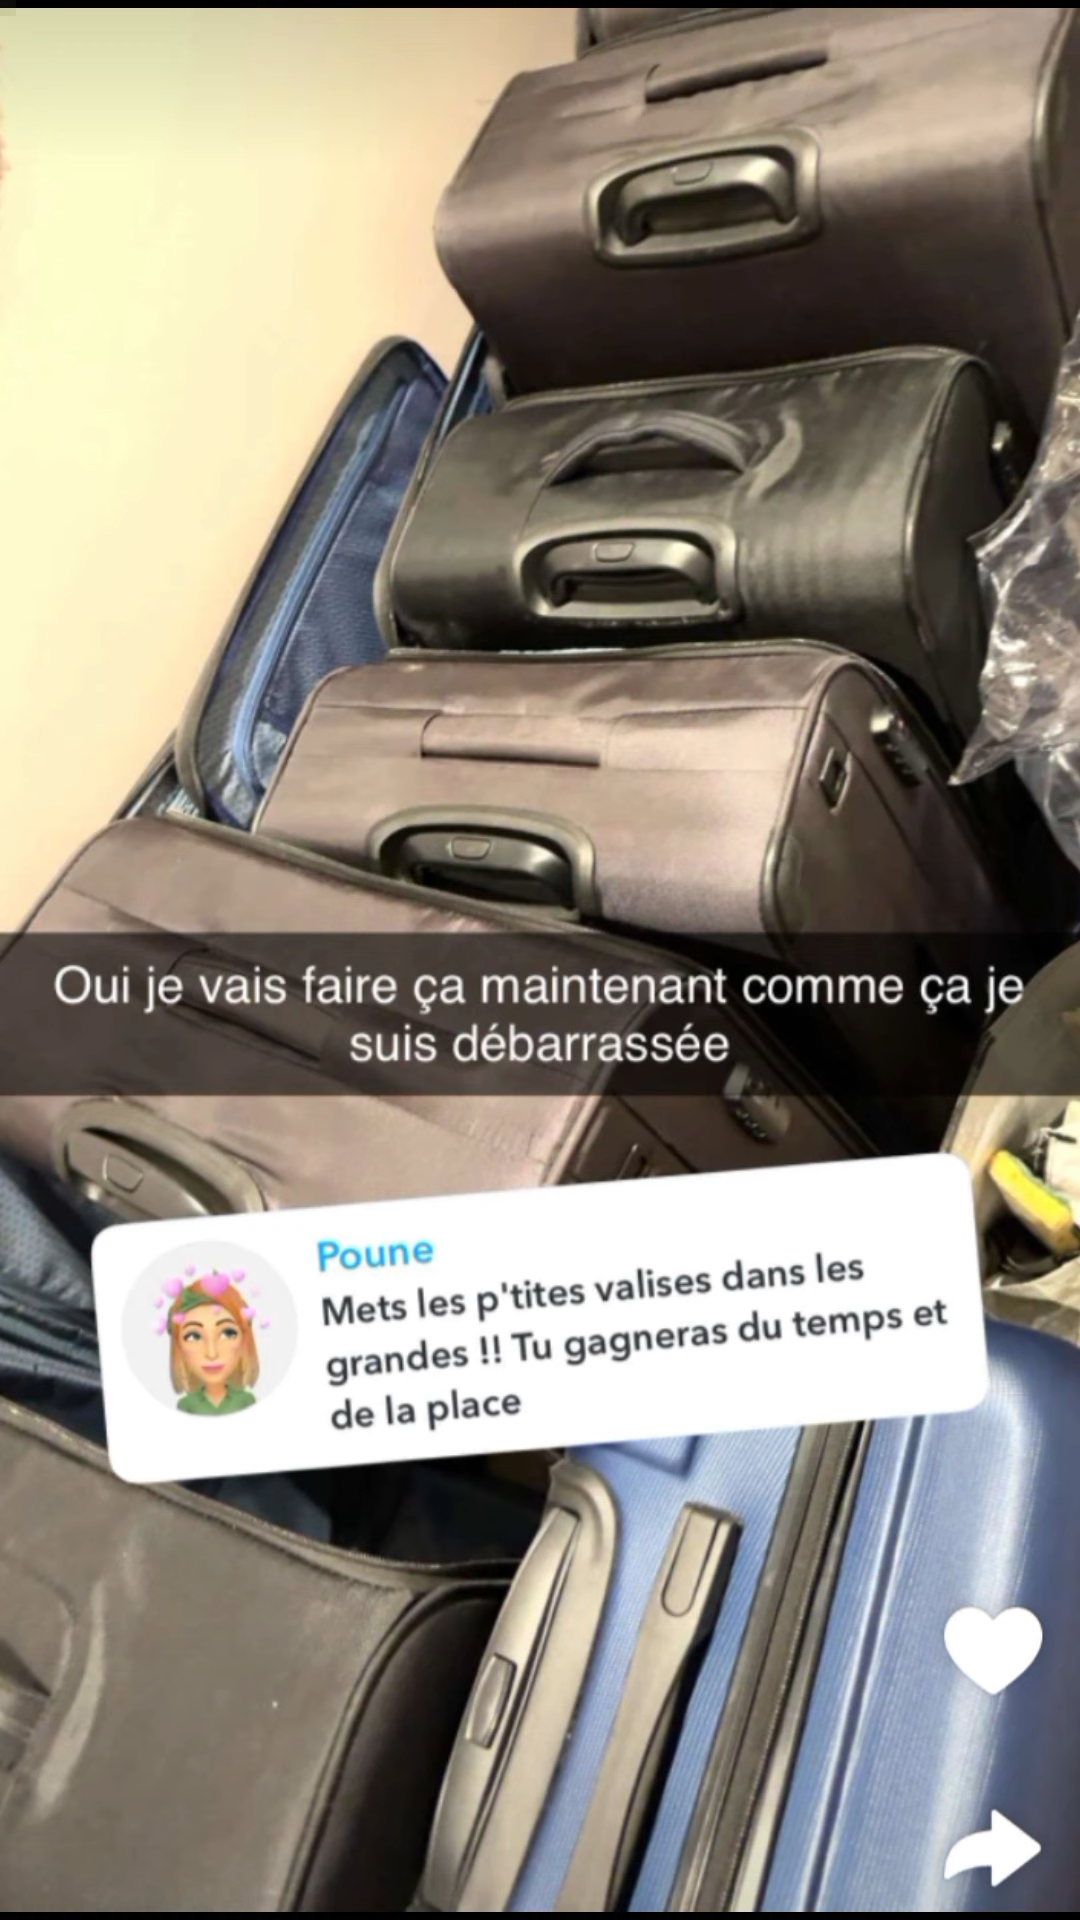 Oui je vais faire ça maintenant comme ça je
suis débarrassée
Poune
Mets les p'tites valises dans les
grandes !! Tu gagneras du temps et
de la place